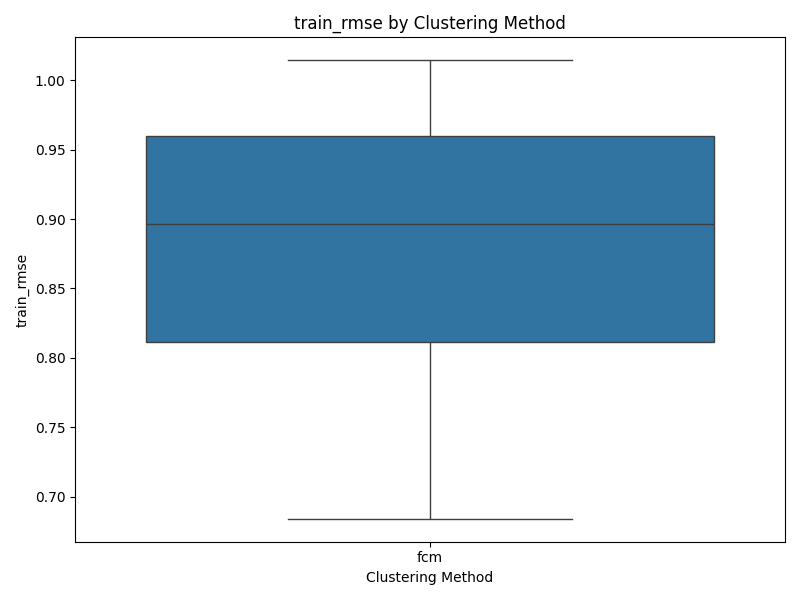 train_rmse by Clustering Method
train_rmse
1.00
0.95
0.90
0.85
0.80
0.75
0.70
fcm
Clustering Method